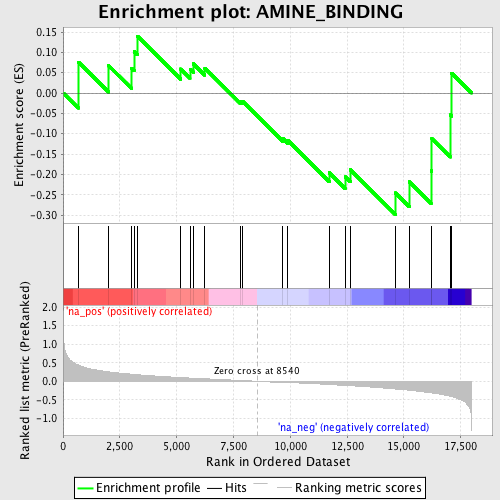 Enrichment plot: AMINE_BINDING
Enrichment score (ES)
0.15
0.10
0.05
0.00
-0.05
-0.10
-0.15
-0.20
-0.25
-0.30
'na_pos' (positively correlated)
Ranked list metric (PreRanked)
2.0
1.5
1.0
0.5
0.0
-0.5
-1.0
Zero cross at 8540
'na_neg' (negatively correlated)
0 2,500 5,000 7,500 10,000 12,500 15,000 17,500
Rank in Ordered Dataset
Enrichment profile Hits Ranking metric scores